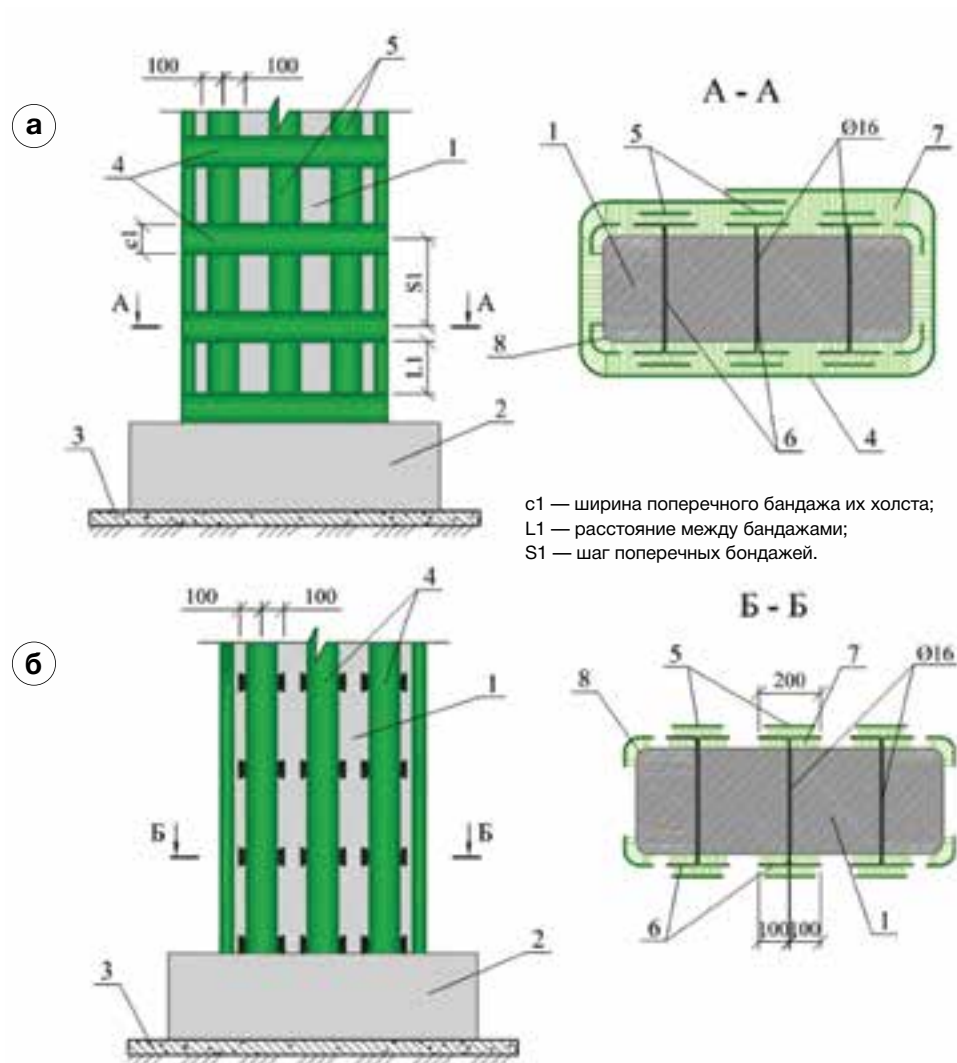 а
100 100
5
4
1
c1
S1
L1
А А
2
3
А - А
1
5
Ø16
7
8
6
4
c1 — ширина поперечного бандажа их холста;
L1 — расстояние между бандажами;
S1 — шаг поперечных бондажей.
б
100 100
4
1
Б Б
2
3
Б - Б
8
5
200
7
Ø16
6
100 100
1